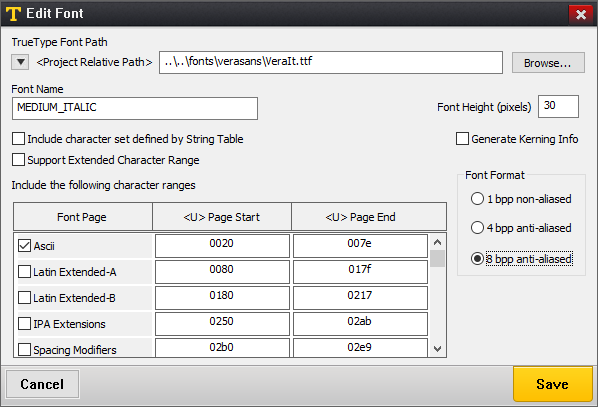 Edit Font
TrueType Font Path
<Project Relative Path> ..\..\fonts\verasans\VeraIt.ttf Browse...
Font Name
MEDIUM_ITALIC Font Height (pixels) 30
Include character set defined by String Table Generate Kerning Info
Support Extended Character Range
Include the following character ranges
Font Format
1 bpp non-aliased
4 bpp anti-aliased
8 bpp anti-aliased
Font Page <U> Page Start <U> Page End
Ascii 0020 007e
Latin Extended-A 0080 017f
Latin Extended-B 0180 0217
IPA Extensions 0250 02ab
Spacing Modifiers 02b0 02e9
Cancel Save